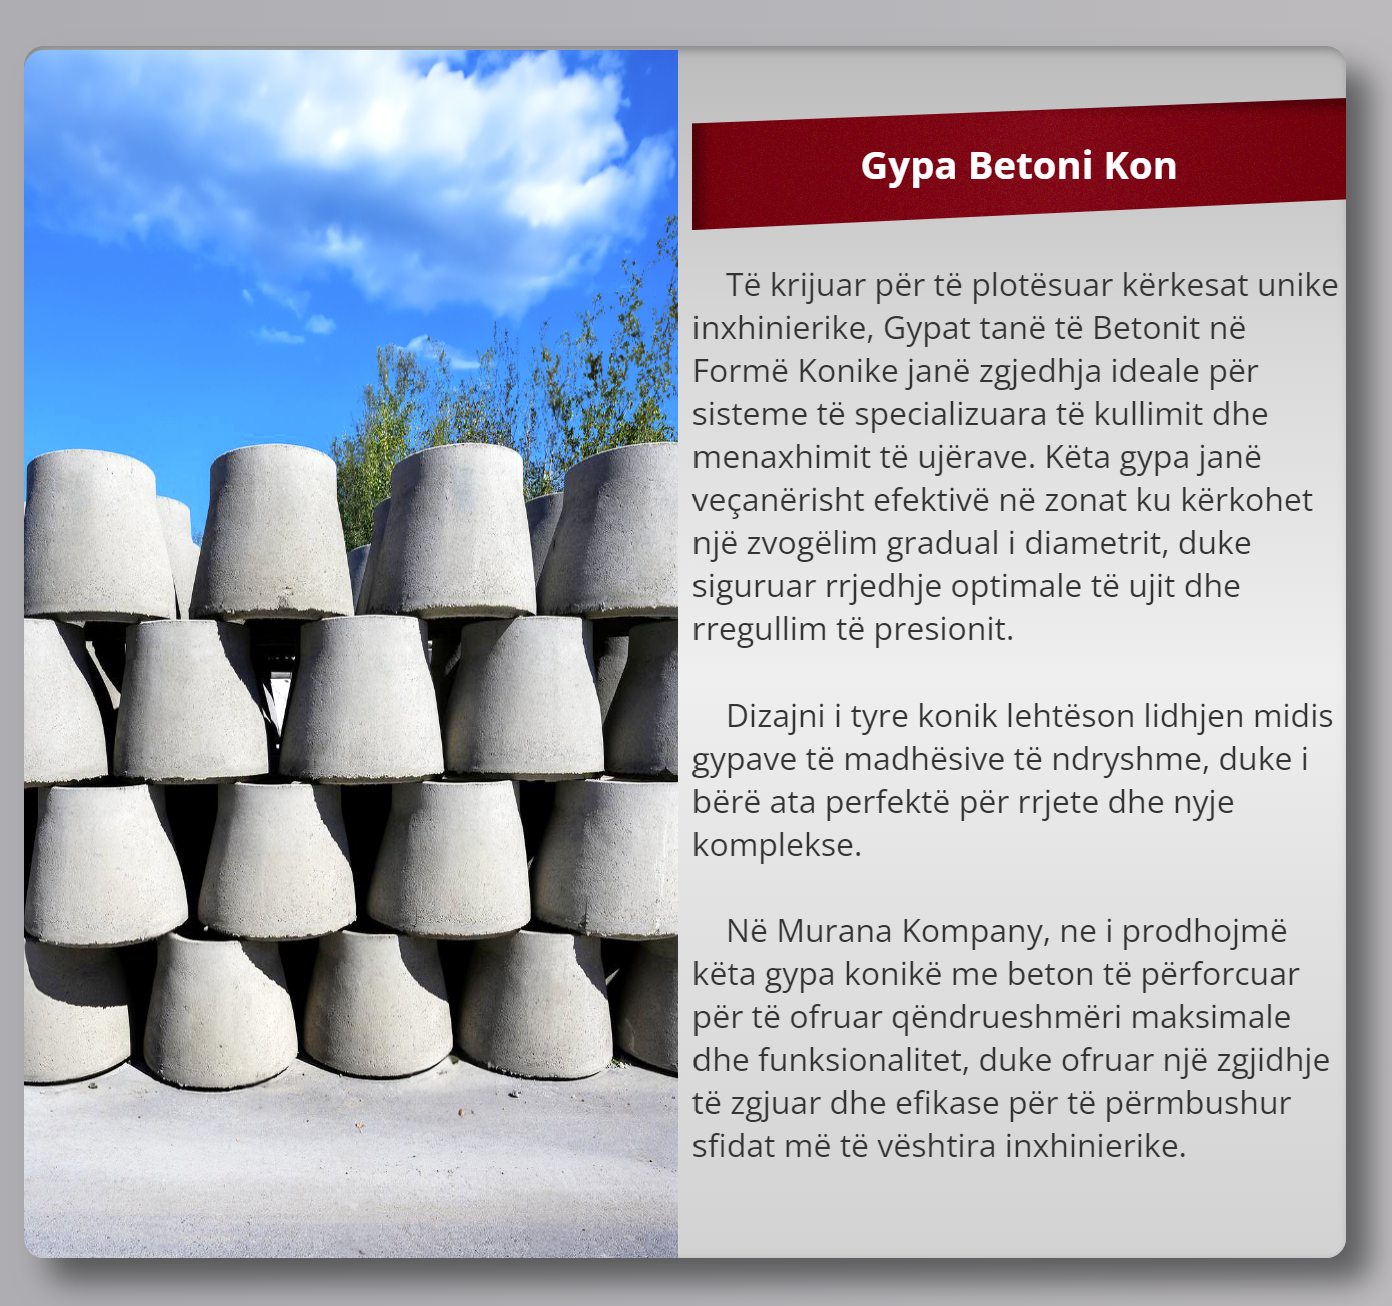 Gypa Betoni Kon
Të krijuar për të plotësuar kërkesat unike
inxhinierike, Gypat tanë të Betonit në
Formë Konike janë zgjedhja ideale për
sisteme të specializuara të kullimit dhe
menaxhimit të ujërave. Këta gypa janë
veçanërisht efektivë në zonat ku kërkohet
një zvogëlim gradual i diametrit, duke
siguruar rrjedhje optimale të ujit dhe
rregullim të presionit.
Dizajni i tyre konik lehtëson lidhjen midis
gypave të madhësive të ndryshme, duke i
bërë ata perfektë për rrjete dhe nyje
komplekse.
Në Murana Kompany, ne i prodhojmë
këta gypa konikë me beton të përforcuar
për të ofruar qëndrueshmëri maksimale
dhe funksionalitet, duke ofruar një zgjidhje
të zgjuar dhe efikase për të përmbushur
sfidat më të vështira inxhinierike.